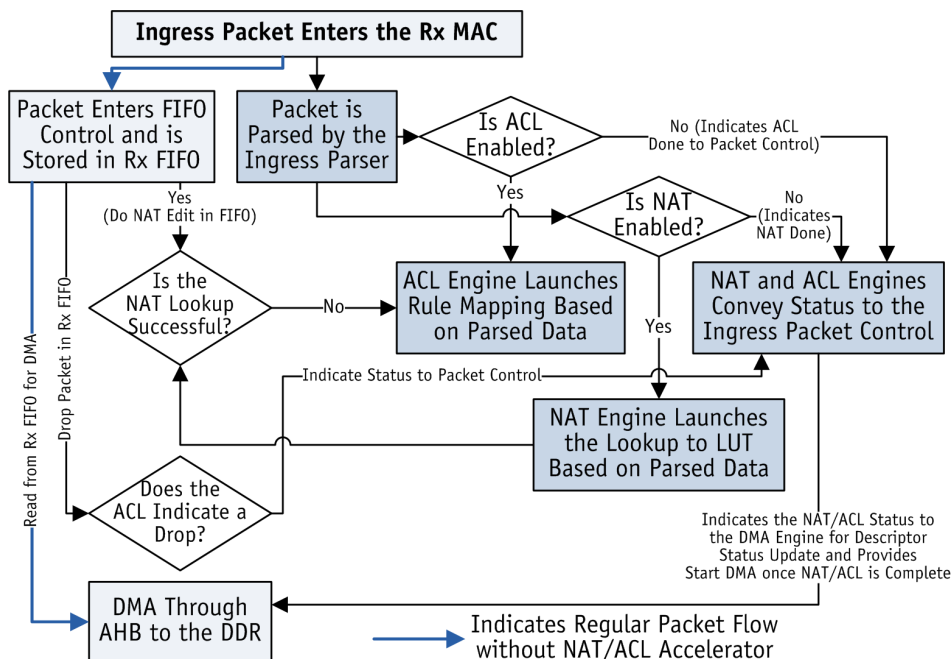 Ingress Packet Enters the Rx MAC
Packet Enters FIFO
Control and is
Stored in Rx FIFO
Packet is
Parsed by the
Ingress Parser
Is ACL
Enabled?
No (Indicates ACL
Done to Packet Control)
Yes
(Do NAT Edit in FIFO)
Yes
Is NAT
Enabled?
No
(Indicates
NAT Done)
Is the
NAT Lookup
Successful?
No
ACL Engine Launches
Rule Mapping Based
on Parsed Data
Yes
NAT and ACL Engines
Convey Status to the
Ingress Packet Control
Read from Rx FIFO for DMA
Drop Packet in Rx FIFO
Indicate Status to Packet Control
NAT Engine Launches
the Lookup to LUT
Based on Parsed Data
Does the
ACL Indicate a
Drop?
Indicates the NAT/ACL Status to
the DMA Engine for Descriptor
Status Update and Provides
Start DMA once NAT/ACL is Complete
DMA Through
AHB to the DDR
Indicates Regular Packet Flow
without NAT/ACL Accelerator